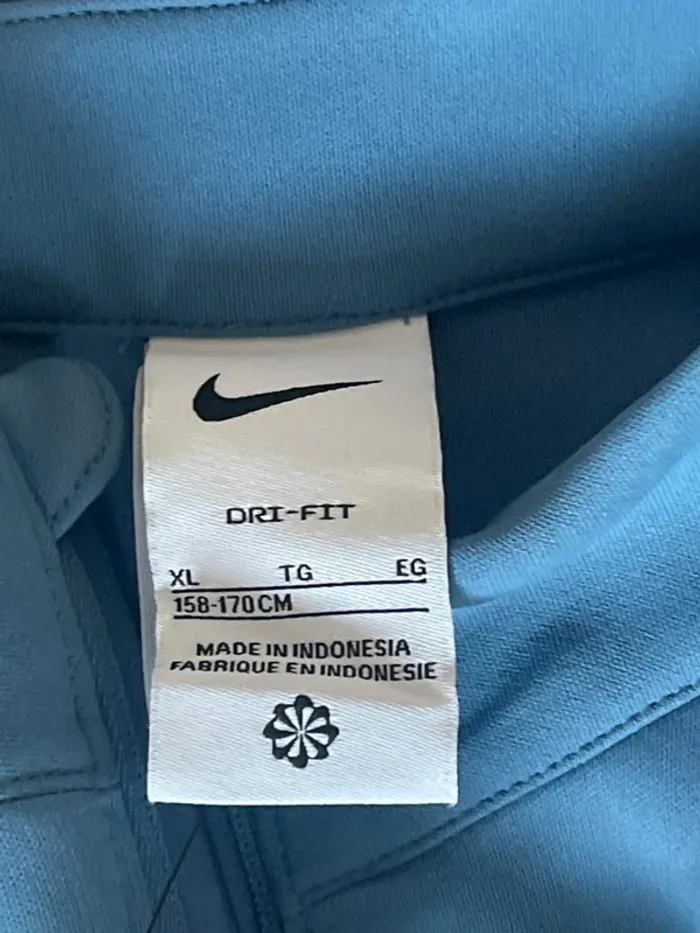 DRI-FIT
XL TG EG
158-170CM
MADE IN INDONESIA
FABRIQUE EN INDONESIE